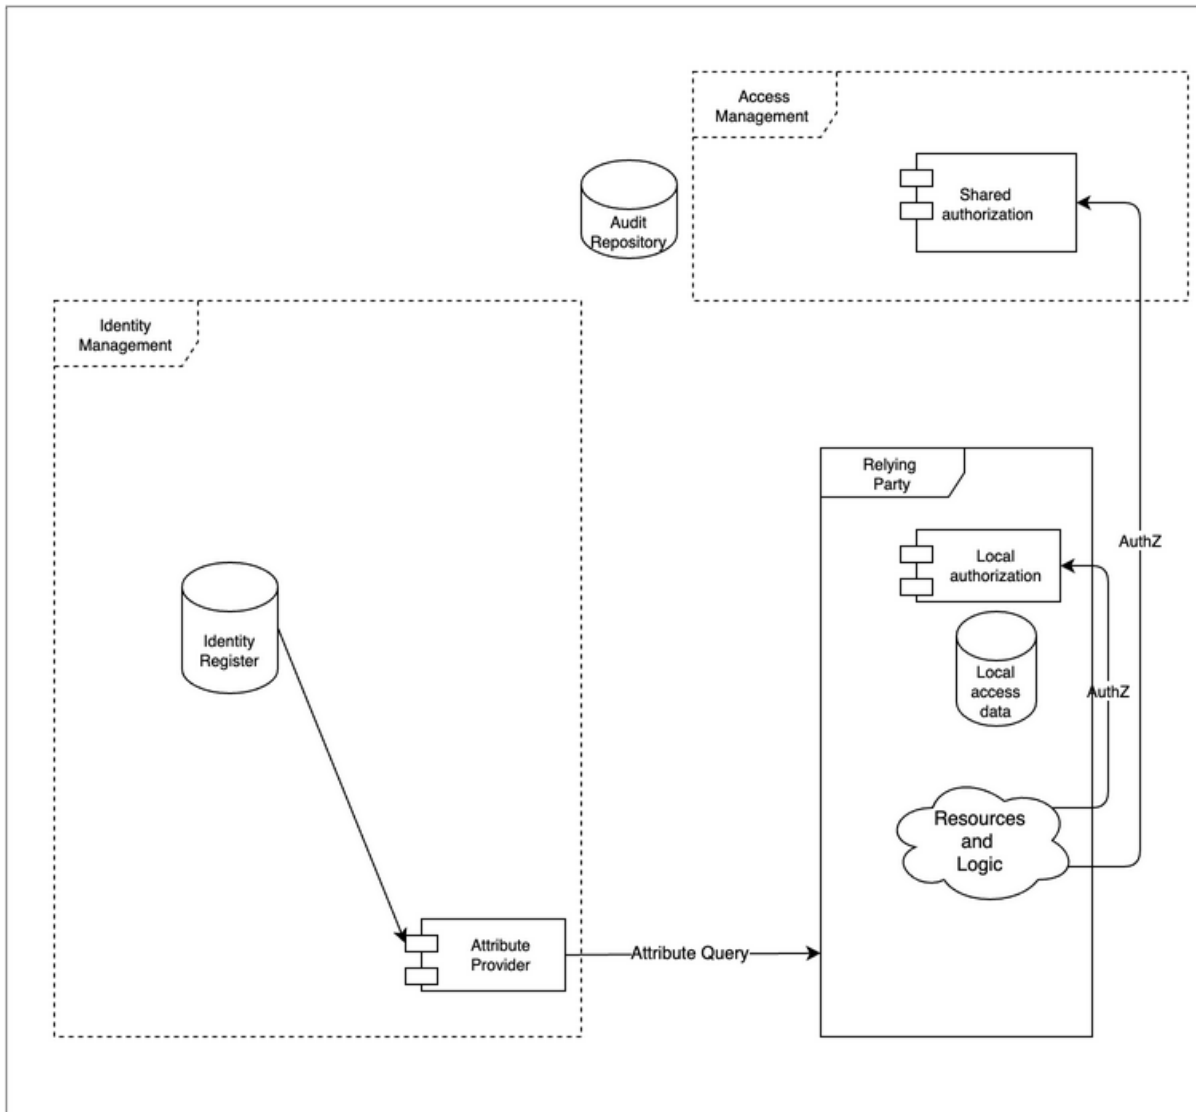 Access
Management
Shared
authorization
Audit
Repository
Identity
Management
Relying
Party
Local
authorization
AuthZ
Identity
Register
Local
access
data
AuthZ
Resources
and
Logic
Attribute
Provider
Attribute Query